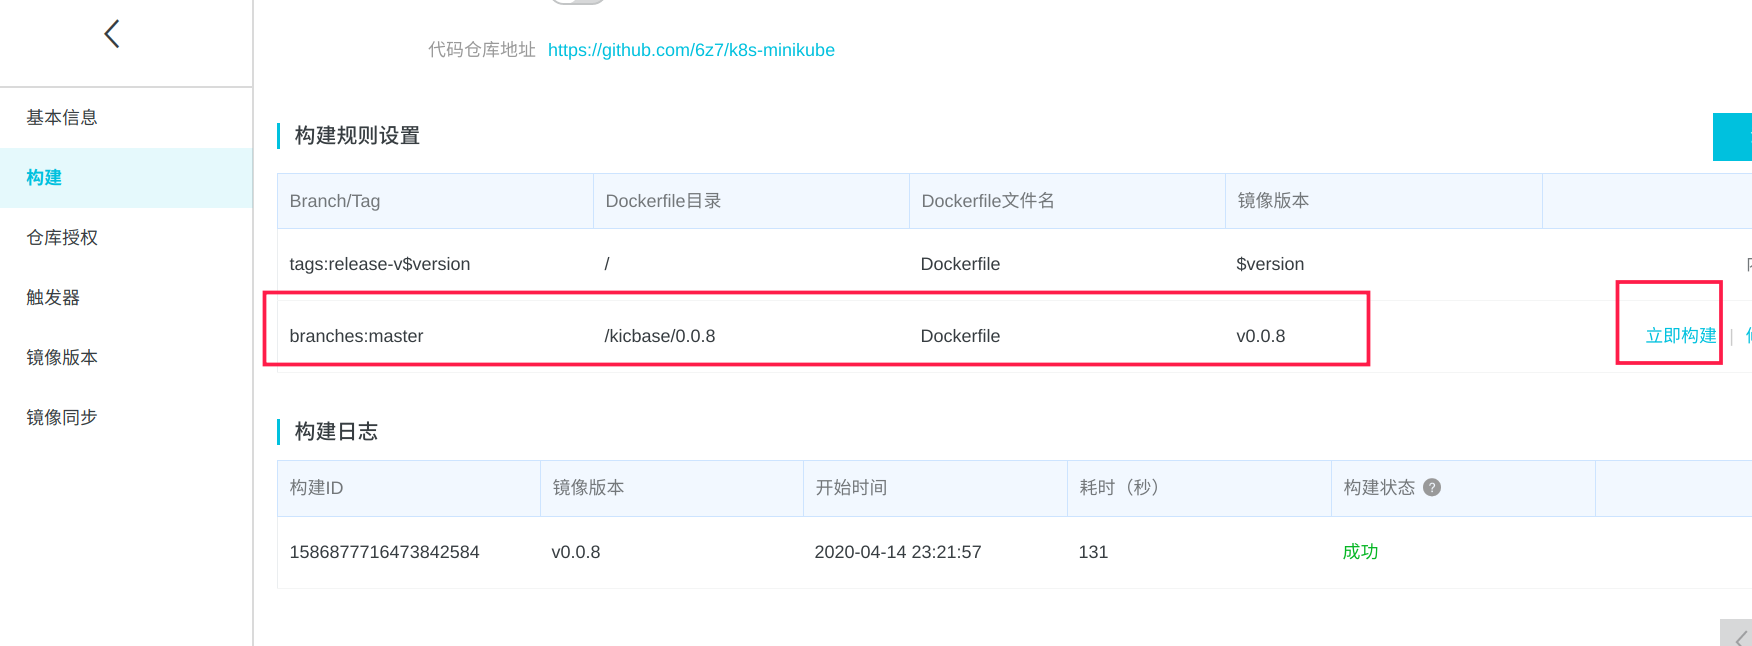 代码仓库地址 https://github.com/6z7/k8s-minikube
基本信息
构建
仓库授权
触发器
镜像版本
镜像同步
构建规则设置
Branch/Tag Dockerfile目录 Dockerfile文件名 镜像版本
tags:release-v$version / Dockerfile $version
branches:master /kicbase/0.0.8 Dockerfile v0.0.8 立即构建 |
构建日志
构建ID 镜像版本 开始时间 耗时（秒） 构建状态 ?
1586877716473842584 v0.0.8 2020-04-14 23:21:57 131 成功